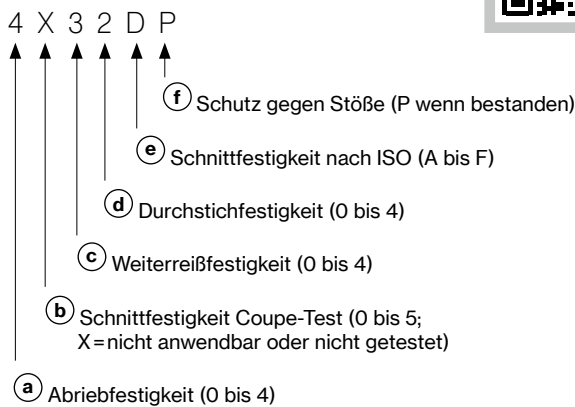 4 X 3 2 D P
f Schutz gegen Stöße (P wenn bestanden)
e Schnittfestigkeit nach ISO (A bis F)
d Durchstichfestigkeit (0 bis 4)
c Weiterreißfestigkeit (0 bis 4)
b Schnittfestigkeit Coupe-Test (0 bis 5;
X=nicht anwendbar oder nicht getestet)
a Abriebfestigkeit (0 bis 4)